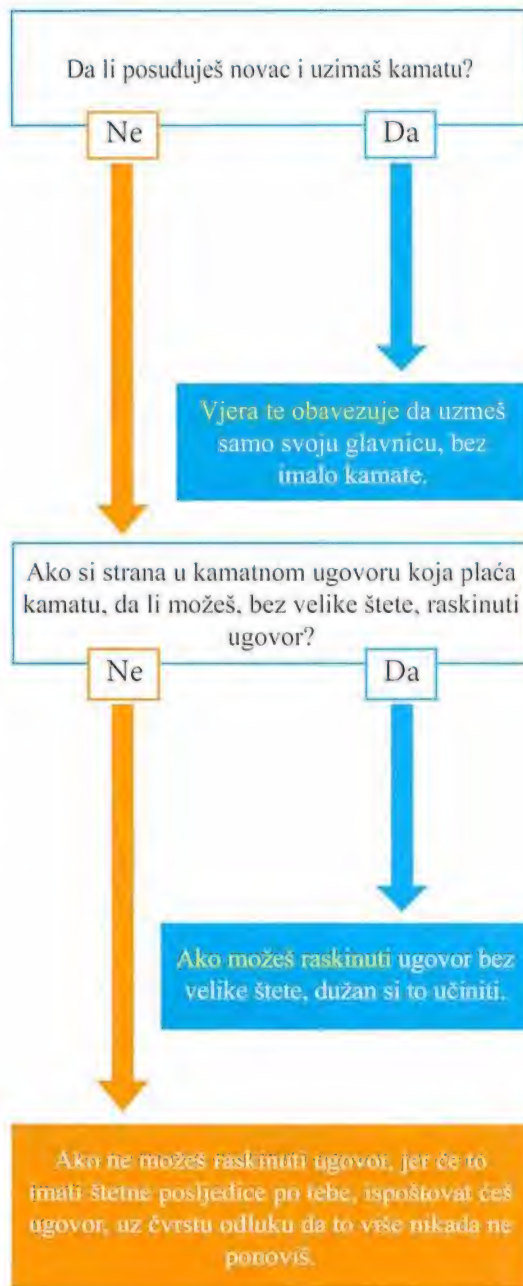 Da li posuđuješ novac i uzimaš kamatu?
Ne
Da
Vjera te obavezuje da uzmeš
samo svoju glavnicu, bez
imalo kamate.
Ako si strana u kamatnom ugovoru koja plaća
kamatu, da li možeš, bez velike štete, raskinuti
ugovor?
Ne
Da
Ako možeš raskinuti ugovor bez
velike štete, dužan si to učiniti.
Ako ne možeš raskinuti ugovor, jer će to
imati štetne posljedice po tebe, ispoštovat ćeš
ugovor, uz čvrstu odluku da to više nikada ne
ponoviš.